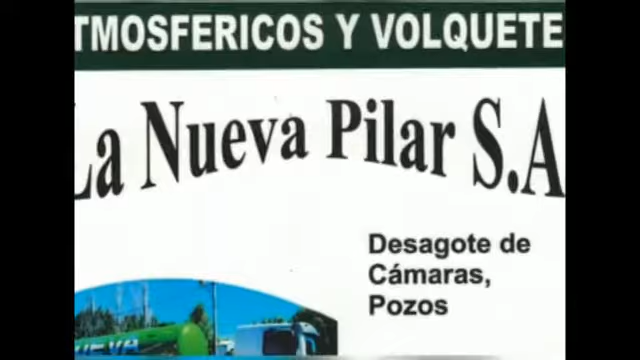 TMOSFERICOS Y VOLQUETE
La Nueva Pilar S.A
Desagote de
Cámaras,
Pozos